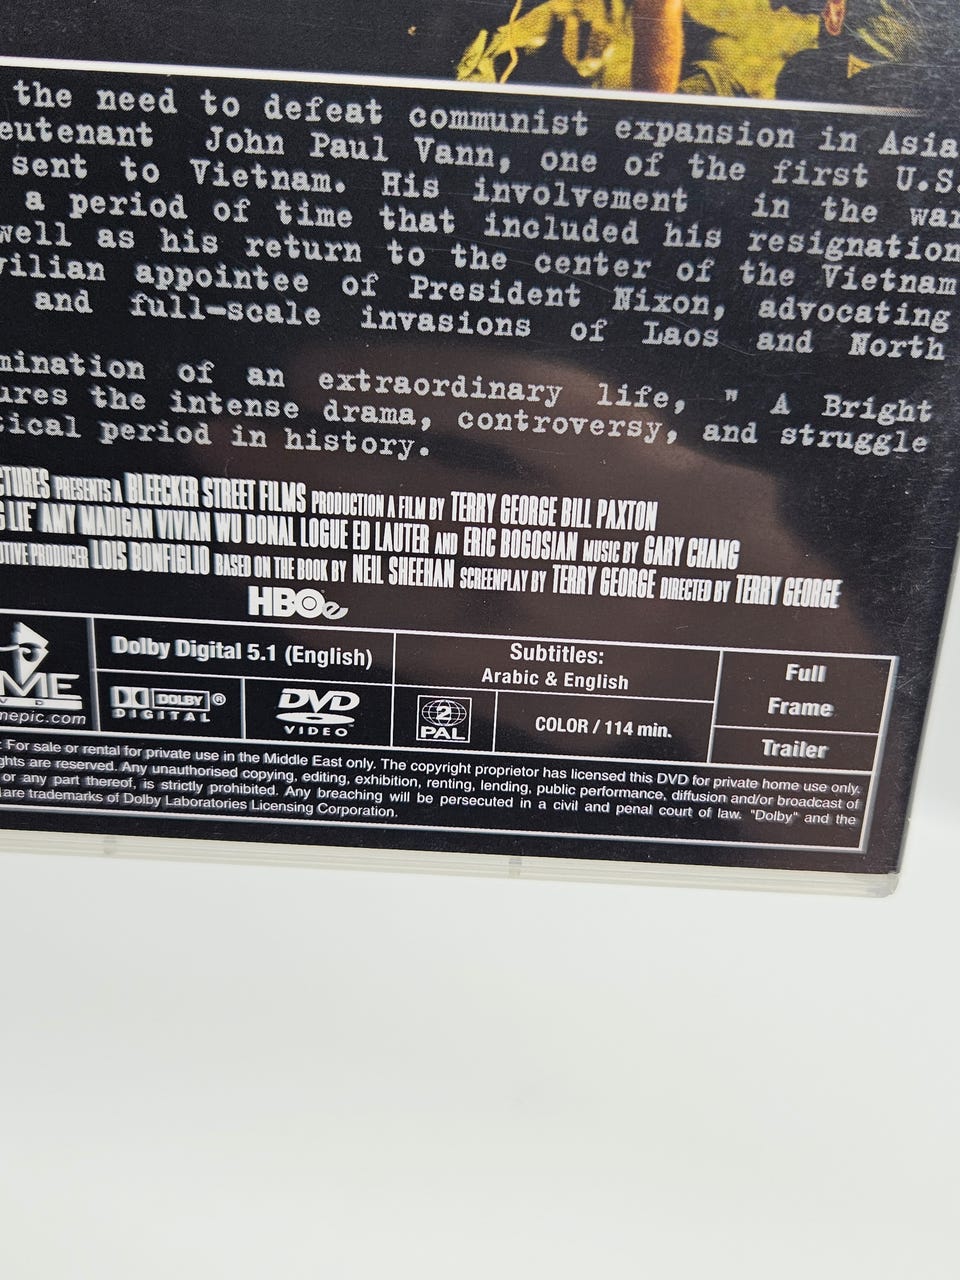 the need to defeat communist expansion in Asia
John Paul Vann, one of the first U.S.
sent to Vietnam. His involvement in the war
a period of time that included his resignation
well as his return to the center of the Vietnam
appointee of President Nixon, advocating
and full-scale invasions of Laos and North
of an extraordinary life, " A Bright
the intense drama, controversy, and struggle
period in history.
PRESENTS A BLEECKER STREET FILMS PRODUCTION A FILM BY TERRY GEORGE BILL PAXTON
AMY MADIGAN VIVIAN WU DONAL LOGUE ED LAUTER AND ERIC BOGOSIAN MUSIC BY GARY CHANG
PRODUCER LOIS BONFIGLIO BASED ON THE BOOK BY NEIL SHEEHAN SCREENPLAY BY TERRY GEORGE DIRECTED BY TERRY GEORGE
HBO
Dolby Digital 5.1 (English)
DOLBY ®
DIGITAL
DVD
VIDEO
Subtitles:
Arabic & English
2
PAL
COLOR / 114 min.
Full
Frame
Trailer
mepic.com
: For sale or rental for private use in the Middle East only. The copyright proprietor has licensed this DVD for private home use only.
are reserved. Any unauthorised copying, editing, exhibition, renting, lending, public performance, diffusion and/or broadcast of
or any part thereof, is strictly prohibited. Any breaching will be persecuted in a civil and penal court of law. "Dolby" and the
are trademarks of Dolby Laboratories Licensing Corporation.